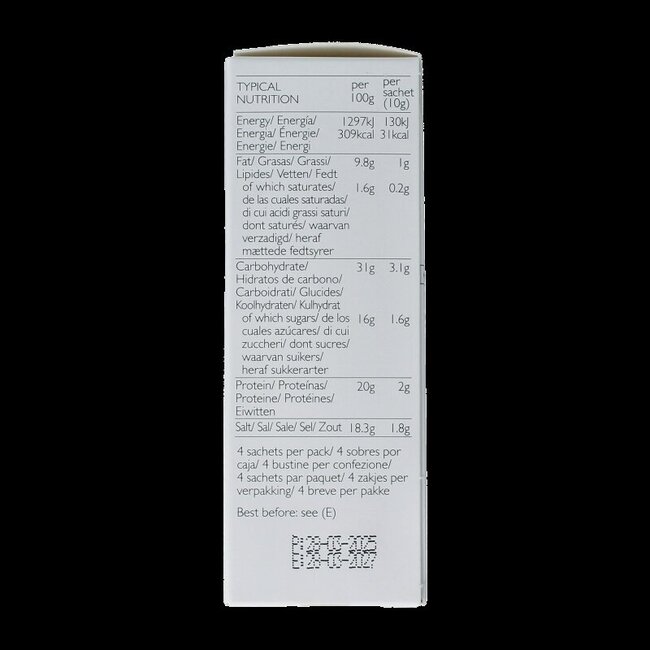 TYPICAL NUTRITION per 100g per sachet (10g)
Energy/ Energía/ 1297kJ 130kJ
Energia/ Énergie/ 309kcal 31kcal
Energie/ Energi
Fat/ Grasas/ Grassi/ 9.8g 1g
Lipides/ Vetten/ Fedt
of which saturates/ 1.6g 0.2g
de las cuales saturadas/
di cui acidi grassi saturi/
dont saturés/ waarvan
verzadigd/ heraf
mættede fedtsyrer
Carbohydrate/ 31g 3.1g
Hidratos de carbono/
Carboidrati/ Glucides/
Koolhydraten/ Kulhydrat
of which sugars/ de los 16g 1.6g
cuales azúcares/ di cui
zuccheri/ dont sucres/
waarvan suikers/
heraf sukkerarter
Protein/ Proteínas/ 20g 2g
Proteine/ Protéines/
Eiwitten
Salt/ Sal/ Sale/ Sel/ Zout 18.3g 1.8g
4 sachets per pack/ 4 sobres por
caja/ 4 bustine per confezione/
4 sachets par paquet/ 4 zakjes per
verpakking/ 4 breve per pakke
Best before: see (E)
P:28-03-2025
E:28-03-2027